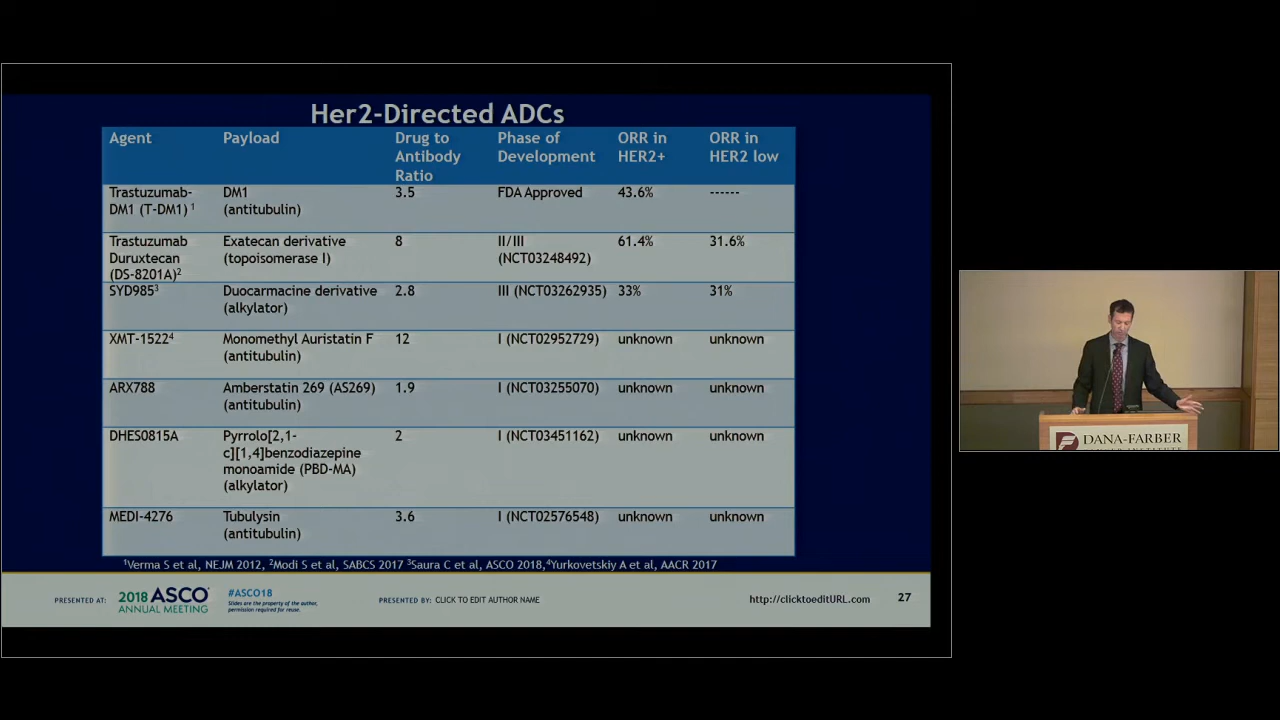 Her2-Directed ADCs
Agent Payload Drug to Antibody Ratio Phase of Development ORR in HER2+ ORR in HER2 low
Trastuzumab-DM1 (T-DM1) 1 DM1 (antitubulin) 3.5 FDA Approved 43.6% ------
Trastuzumab Duruxtecan (DS-8201A)2 Exatecan derivative (topoisomerase I) 8 II/III (NCT03248492) 61.4% 31.6%
SYD9853 Duocarmacine derivative (alkylator) 2.8 III (NCT03262935) 33% 31%
XMT-15224 Monomethyl Auristatin F (antitubulin) 12 I (NCT02952729) unknown unknown
ARX788 Amberstatin 269 (AS269) (antitubulin) 1.9 I (NCT03255070) unknown unknown
DHES0815A Pyrrolo[2,1-c][1,4]benzodiazepine monoamide (PBD-MA) (alkylator) 2 I (NCT03451162) unknown unknown
MEDI-4276 Tubulysin (antitubulin) 3.6 I (NCT02576548) unknown unknown
1Verma S et al, NEJM 2012, 2Modi S et al, SABCS 2017 3Saura C et al, ASCO 2018,4Yurkovetskiy A et al, AACR 2017
PRESENTED AT: 2018 ASCO ANNUAL MEETING
#ASCO18
Slides are the property of the author,
permission required for reuse.
PRESENTED BY: CLICK TO EDIT AUTHOR NAME
http://clicktoeditURL.com 27
DANA-FARBER